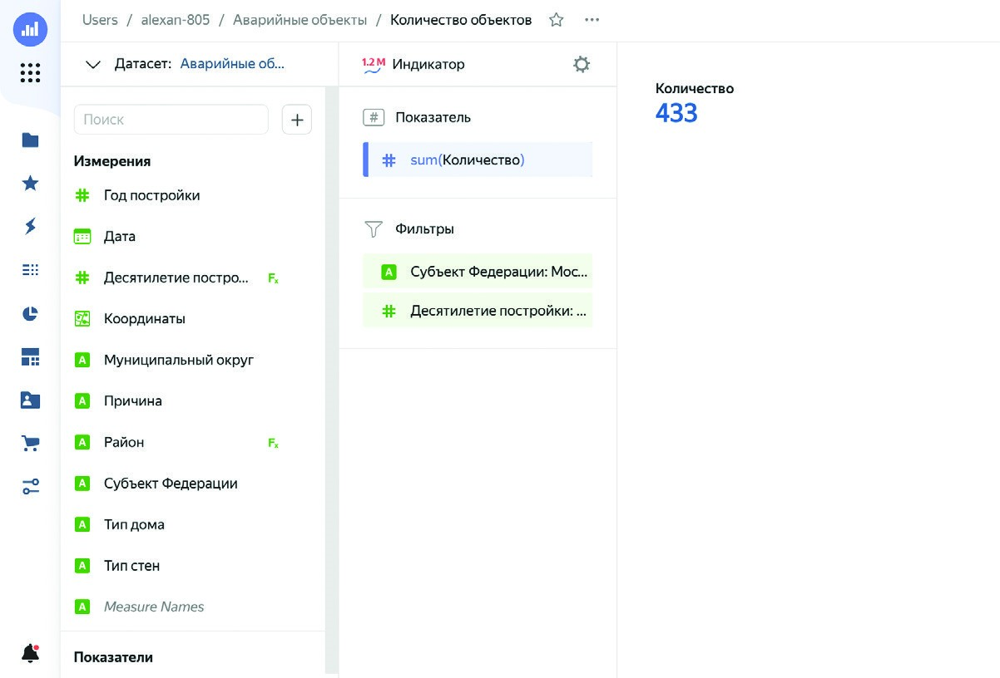 Users / alexan-805 / Аварийные объекты / Количество объектов
Датасет: Аварийные об...
Поиск
Измерения
Год постройки
Дата
Десятилетие постро... Fx
Координаты
A Муниципальный округ
A Причина
A Район Fx
A Субъект Федерации
A Тип дома
A Тип стен
A Measure Names
Показатели
1.2 M Индикатор
# Показатель
sum(Количество)
Фильтры
A Субъект Федерации: Мос...
Десятилетие постройки: ...
Количество
433